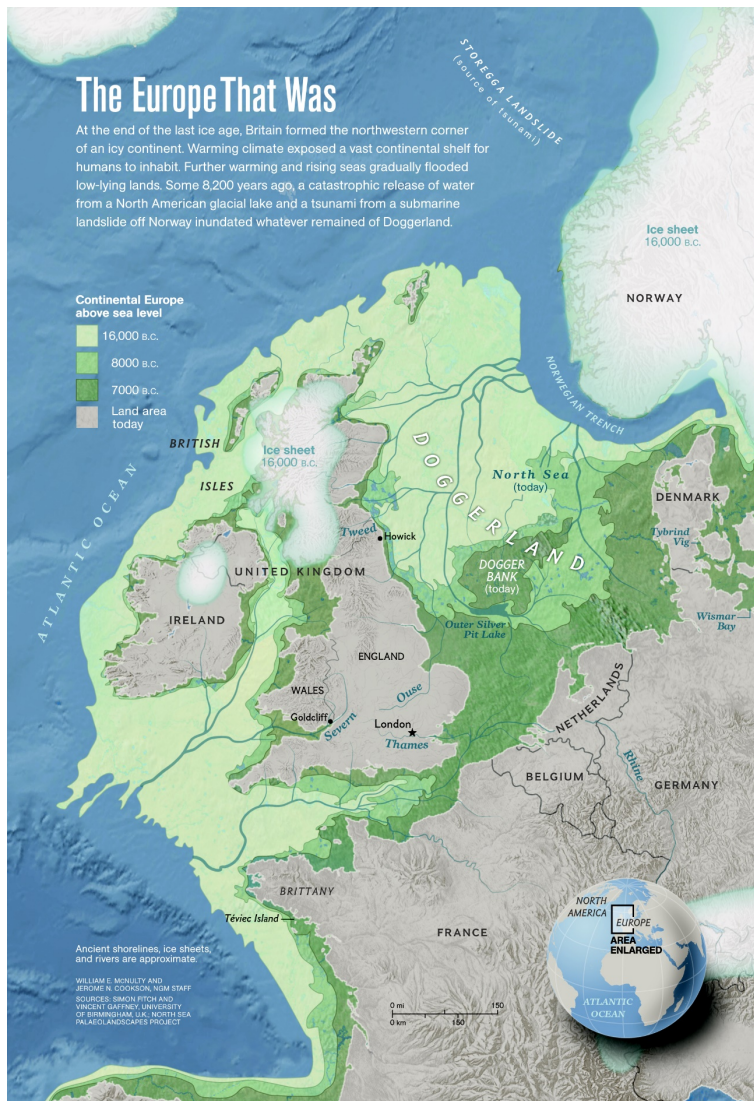 The Europe That Was
At the end of the last ice age, Britain formed the northwestern corner
of an icy continent. Warming climate exposed a vast continental shelf for
humans to inhabit. Further warming and rising seas gradually flooded
low-lying lands. Some 8,200 years ago, a catastrophic release of water
from a North American glacial lake and a tsunami from a submarine
landslide off Norway inundated whatever remained of Doggerland.
STOREGGA LANDSLIDE
(source of tsunami)
Ice sheet
16,000 B.C.
NORWAY
Continental Europe
above sea level
16,000 B.C.
8000 B.C.
7000 B.C.
Land area
today
NORWEGIAN TRENCH
BRITISH
ISLES
Ice sheet
16,000 B.C.
ATLANTIC OCEAN
DOGGERLAND
North Sea
(today)
DENMARK
Tybrind
Vig
Tweed
Howick
DOGGER
BANK
(today)
UNITED KINGDOM
IRELAND
Outer Silver
Pit Lake
Wismar
Bay
ENGLAND
WALES
Ouse
Goldcliff
Severn
London
Thames
NETHERLANDS
BELGIUM
Rhine
GERMANY
BRITTANY
Téviec Island
FRANCE
NORTH
AMERICA
EUROPE
AREA
ENLARGED
ATLANTIC
OCEAN
Ancient shorelines, ice sheets,
and rivers are approximate.
WILLIAM E. McNULTY AND
JEROME N. COOKSON, NGM STAFF
SOURCES: SIMON FITCH AND
VINCENT GAFFNEY, UNIVERSITY
OF BIRMINGHAM, U.K.; NORTH SEA
PALAEOLANDSCAPES PROJECT
0 mi 150
0 km 150